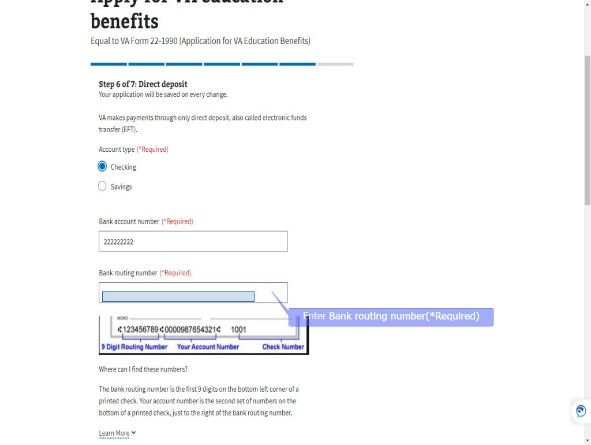 Apply for VA education
benefits
Equal to VA Form 22-1990 (Application for VA Education Benefits)
Step 6 of 7: Direct deposit
Your application will be saved on every change.
VA makes payments through only direct deposit, also called electronic funds
transfer (EFT).
Account type (*Required)
Checking
Savings
Bank account number (*Required)
222222222
Bank routing number (*Required)
Enter Bank routing number(*Required)
MEMO
⑆123456789⑆0000987654321⑆ 1001
9 Digit Routing Number Your Account Number Check Number
Where can I find these numbers?
The bank routing number is the first 9 digits on the bottom left corner of a
printed check. Your account number is the second set of numbers on the
bottom of a printed check, just to the right of the bank routing number.
Learn More